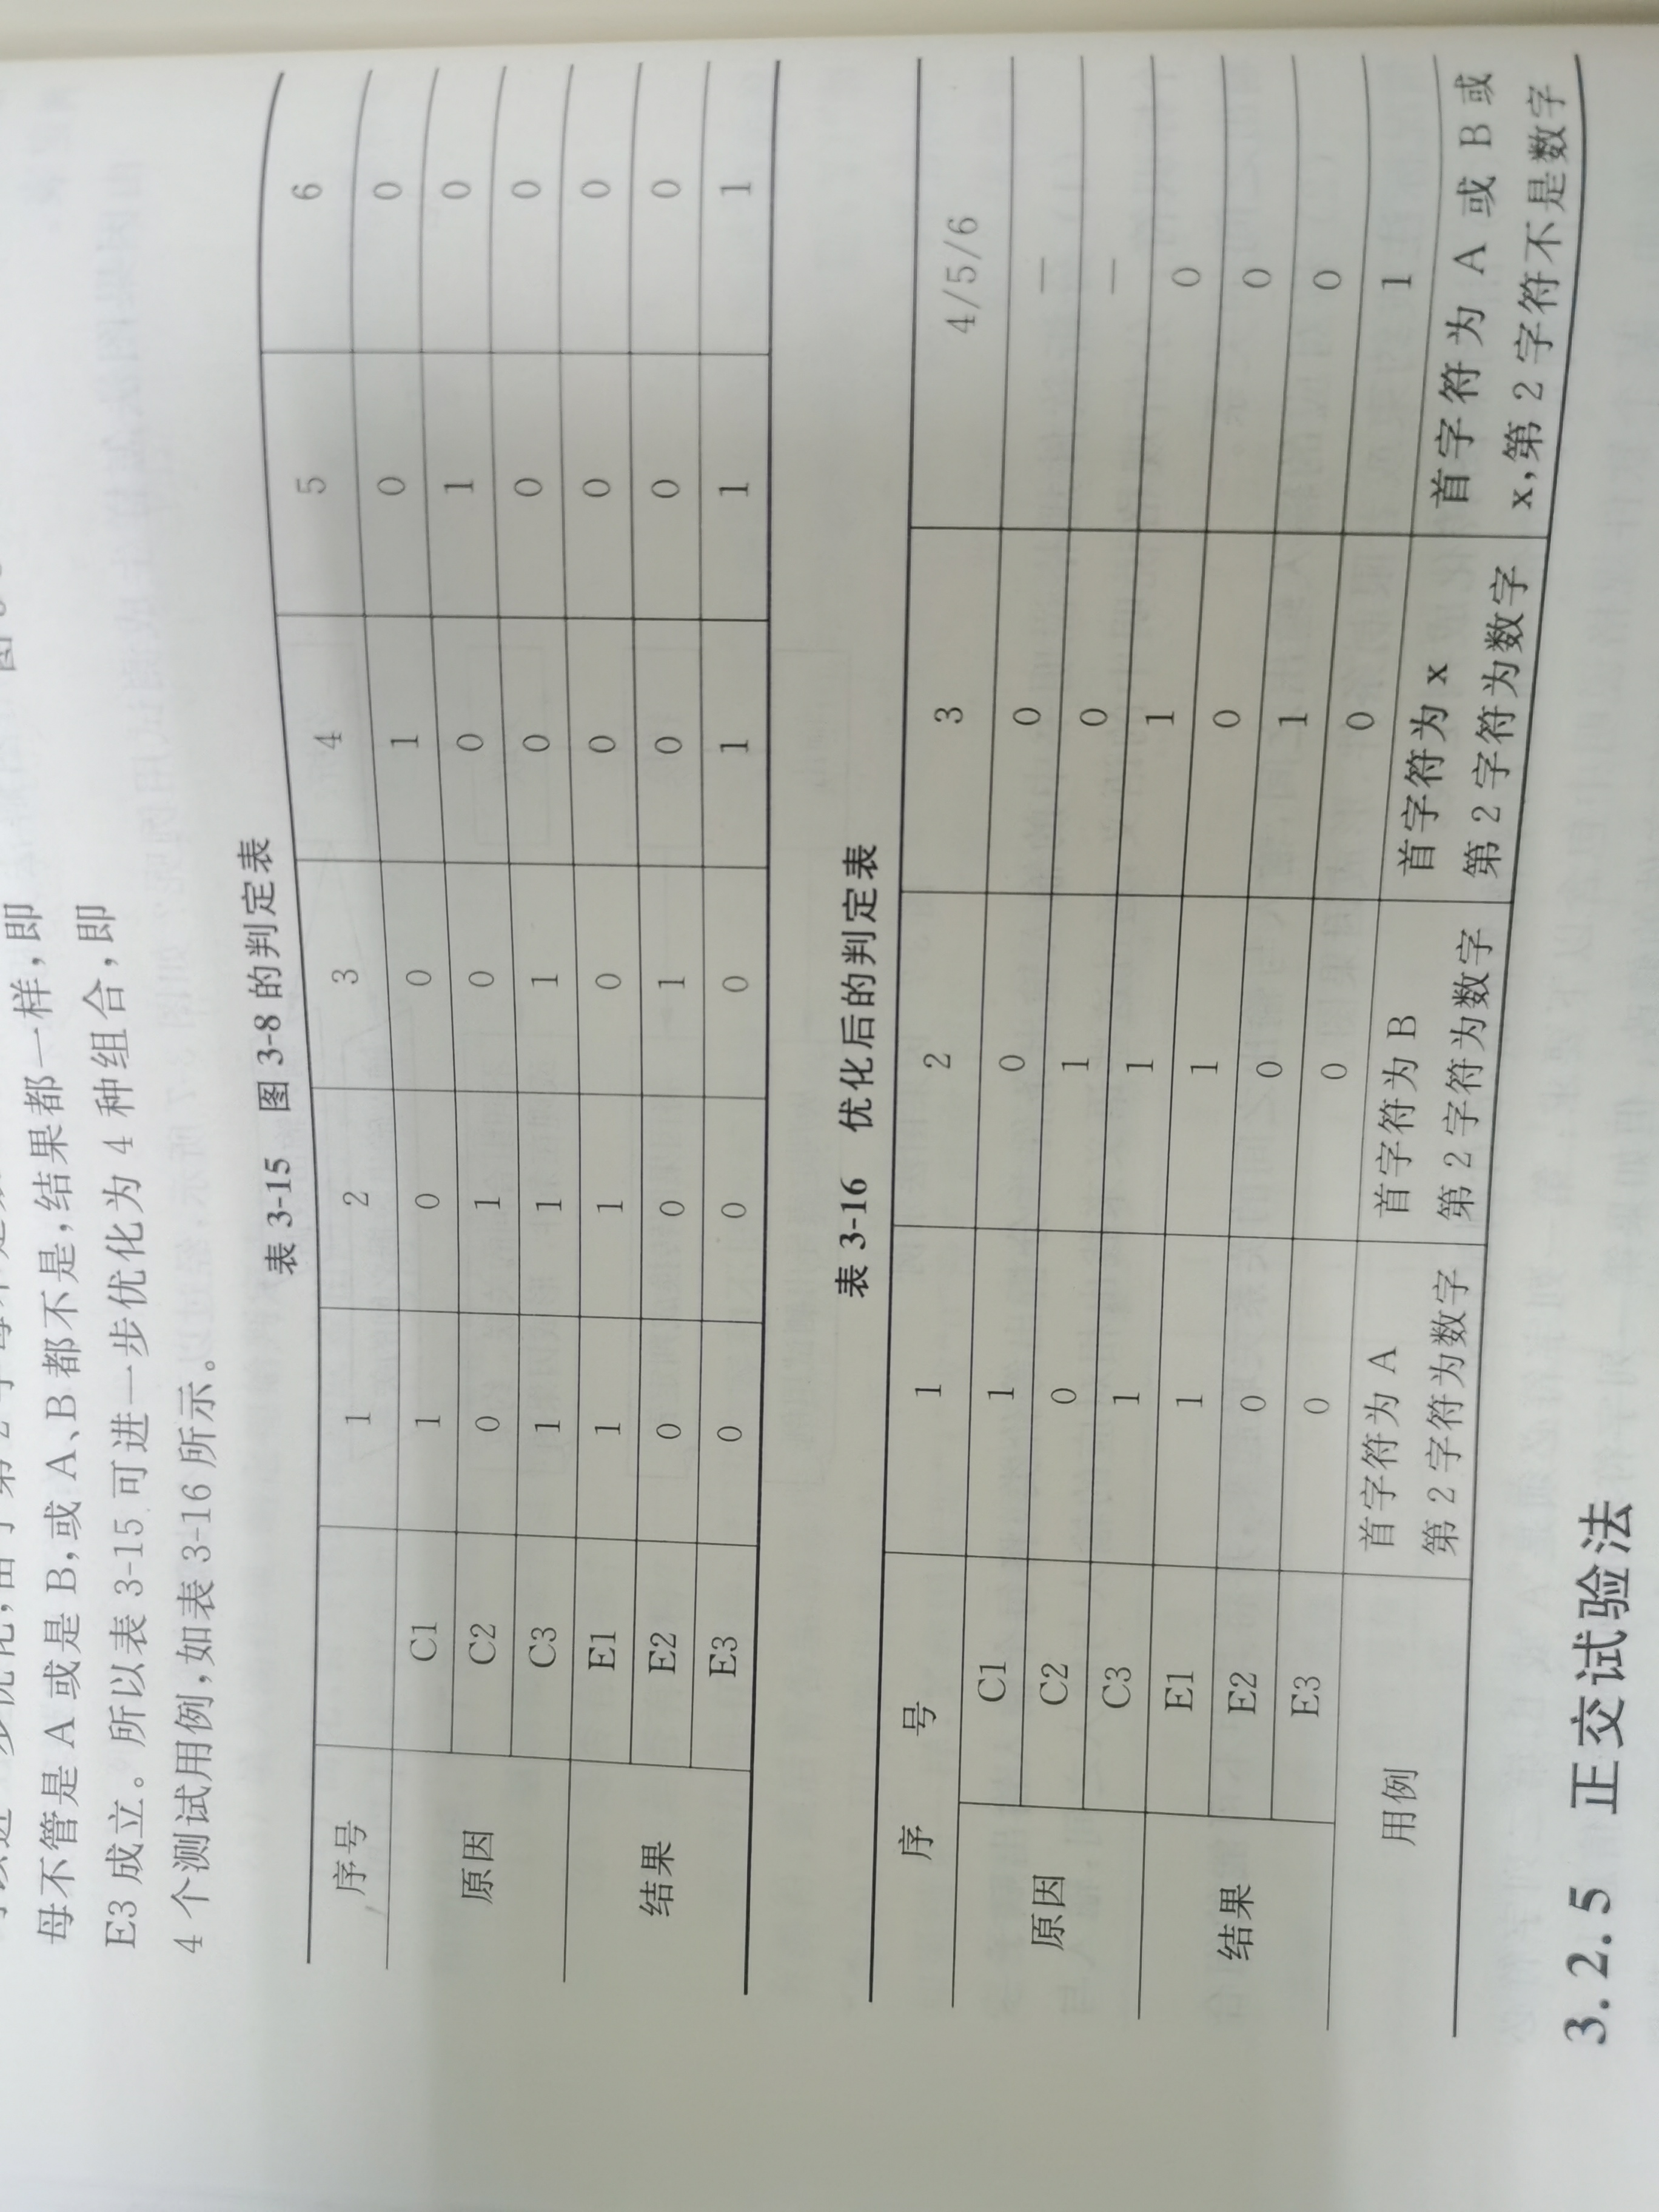 母不管是 A 或是 B,或 A、B 都不是,结果都一样,即
E3 成立。所以表 3-15 可进一步优化为 4 种组合,即
4 个测试用例,如表 3-16 所示。
表 3-15 图 3-8 的判定表
序号 1 2 3 4 5 6
原因 C1 1 0 0 1 0 0
C2 0 1 0 0 1 0
C3 1 1 1 0 0 0
结果 E1 1 1 0 0 0 0
E2 0 0 1 0 0 0
E3 0 0 0 1 1 1
表 3-16 优化后的判定表
序 号 1 2 3 4/5/6
原因 C1 1 0 0 —
C2 0 1 0 —
C3 1 1 1 0
结果 E1 1 1 0 0
E2 0 0 1 0
E3 0 0 0 1
用例 首字符为 A 首字符为 B 首字符为 x 首字符为 A 或 B 或
第 2 字符为数字 第 2 字符为数字 第 2 字符为数字 x,第 2 字符不是数字
3.2.5 正交试验法